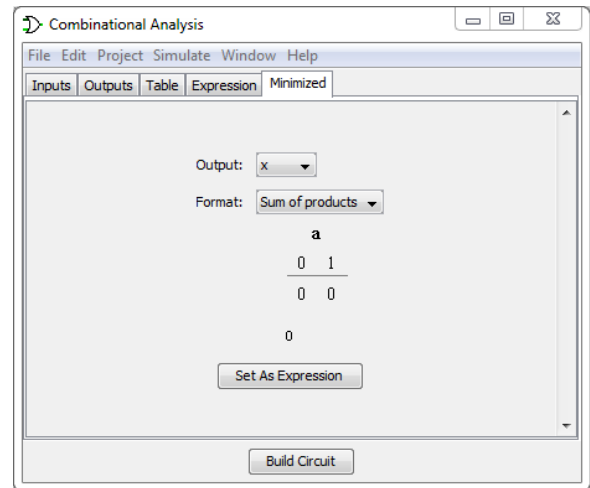 Combinational Analysis
File Edit Project Simulate Window Help
Inputs Outputs Table Expression Minimized
Output: x
Format: Sum of products
a
0 1
0 0
0
Set As Expression
Build Circuit